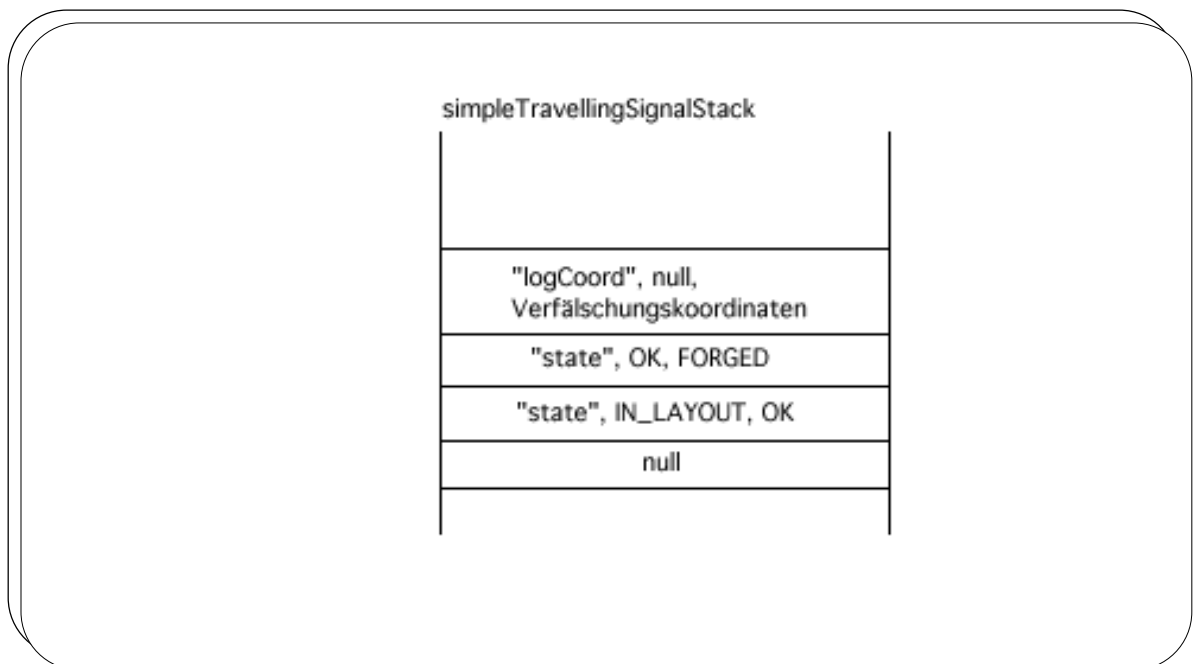 simpleTravellingSignalStack
"logCoord", null,
Verfälschungskoordinaten
"state", OK, FORGED
"state", IN_LAYOUT, OK
null